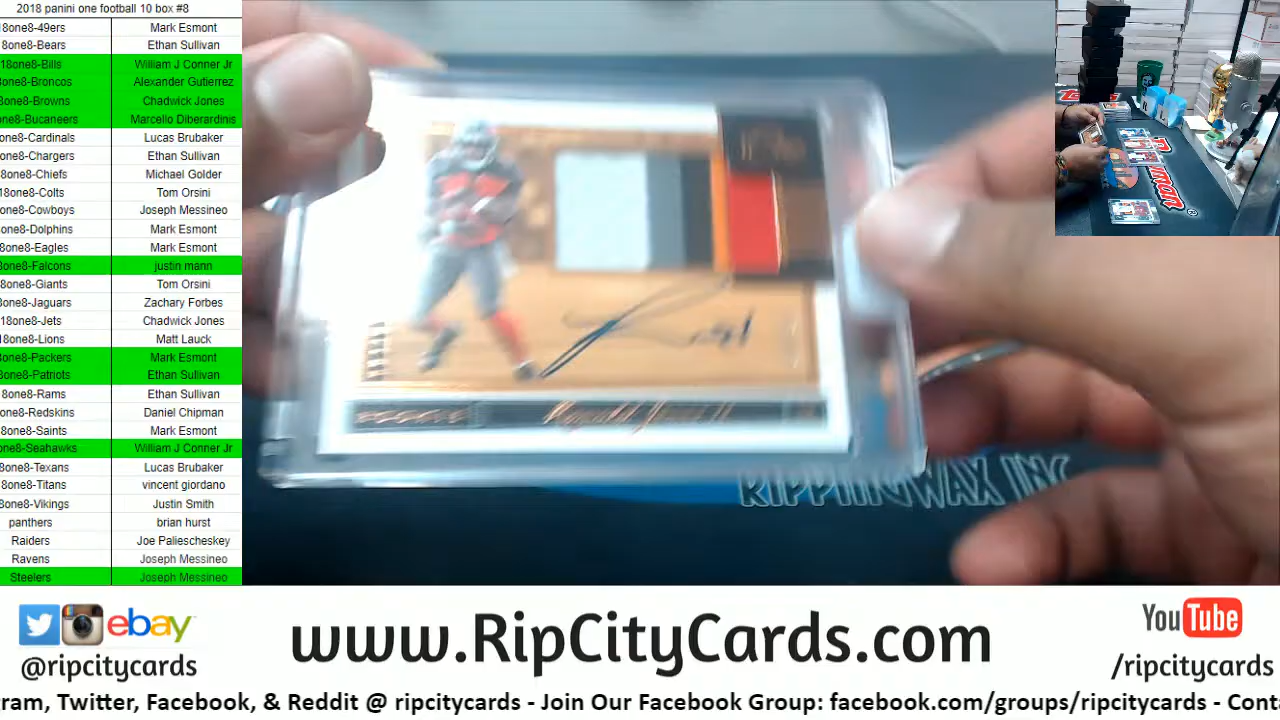 2018 panini one football 10 box #8
18one8-49ers Mark Esmont
8one8-Bears Ethan Sullivan
18one8-Bills William J Conner Jr
8one8-Broncos Alexander Gutierrez
8one8-Browns Chadwick Jones
one8-Bucaneers Marcello Diberardinis
one8-Cardinals Lucas Brubaker
one8-Chargers Ethan Sullivan
8one8-Chiefs Michael Golder
18one8-Colts Tom Orsini
one8-Cowboys Joseph Messineo
one8-Dolphins Mark Esmont
8one8-Eagles Mark Esmont
8one8-Falcons justin mann
8one8-Giants Tom Orsini
one8-Jaguars Zachary Forbes
18one8-Jets Chadwick Jones
18one8-Lions Matt Lauck
8one8-Packers Mark Esmont
8one8-Patriots Ethan Sullivan
8one8-Rams Ethan Sullivan
one8-Redskins Daniel Chipman
8one8-Saints Mark Esmont
one8-Seahawks William J Conner Jr
8one8-Texans Lucas Brubaker
8one8-Titans vincent giordano
8one8-Vikings Justin Smith
panthers brian hurst
Raiders Joe Paliescheskey
Ravens Joseph Messineo
Steelers Joseph Messineo
RIPPINWAX INC
ebay
@ripcitycards
www.RipCityCards.com
YouTube
/ripcitycards
gram, Twitter, Facebook, & Reddit @ ripcitycards - Join Our Facebook Group: facebook.com/groups/ripcitycards - Conta